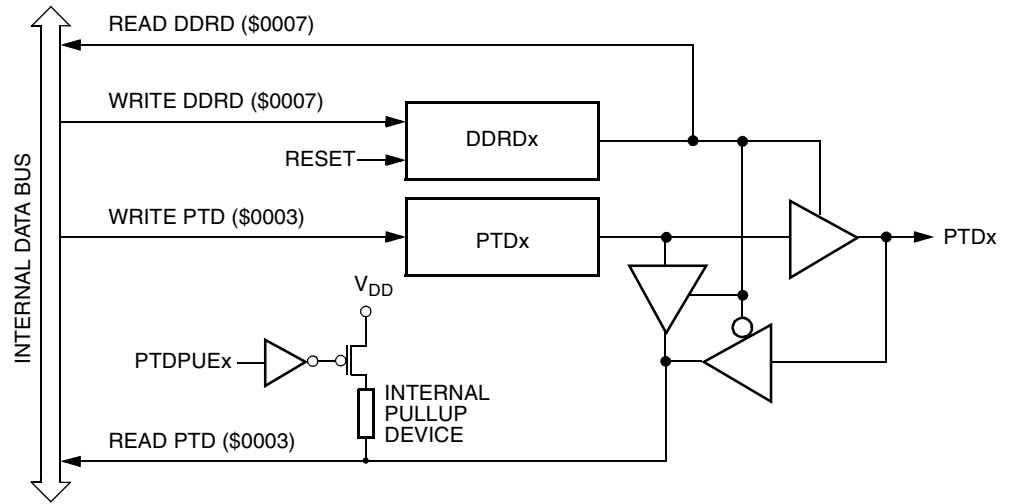 READ DDRD ($0007)
WRITE DDRD ($0007)
DDRDx
RESET
WRITE PTD ($0003)
PTDx
PTDx
VDD
PTDPUEx
INTERNAL
PULLUP
DEVICE
READ PTD ($0003)
INTERNAL DATA BUS